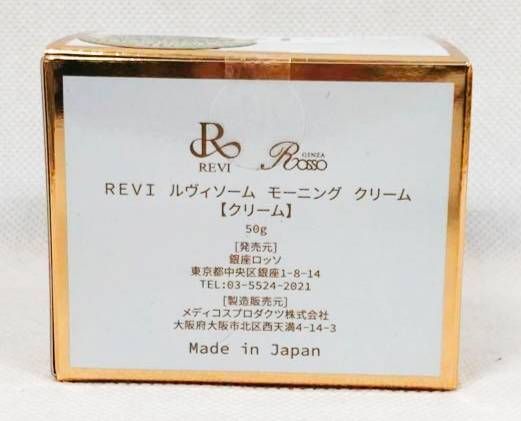 R
REVI
GINZA
Rosso
REVI ルヴィソーム モーニング クリーム
【クリーム】
50g
[発売元]
銀座ロッソ
東京都中央区銀座1-8-14
TEL:03-5524-2021
[製造販売元]
メディコスプロダクツ株式会社
大阪府大阪市北区西天満4-14-3
Made in Japan